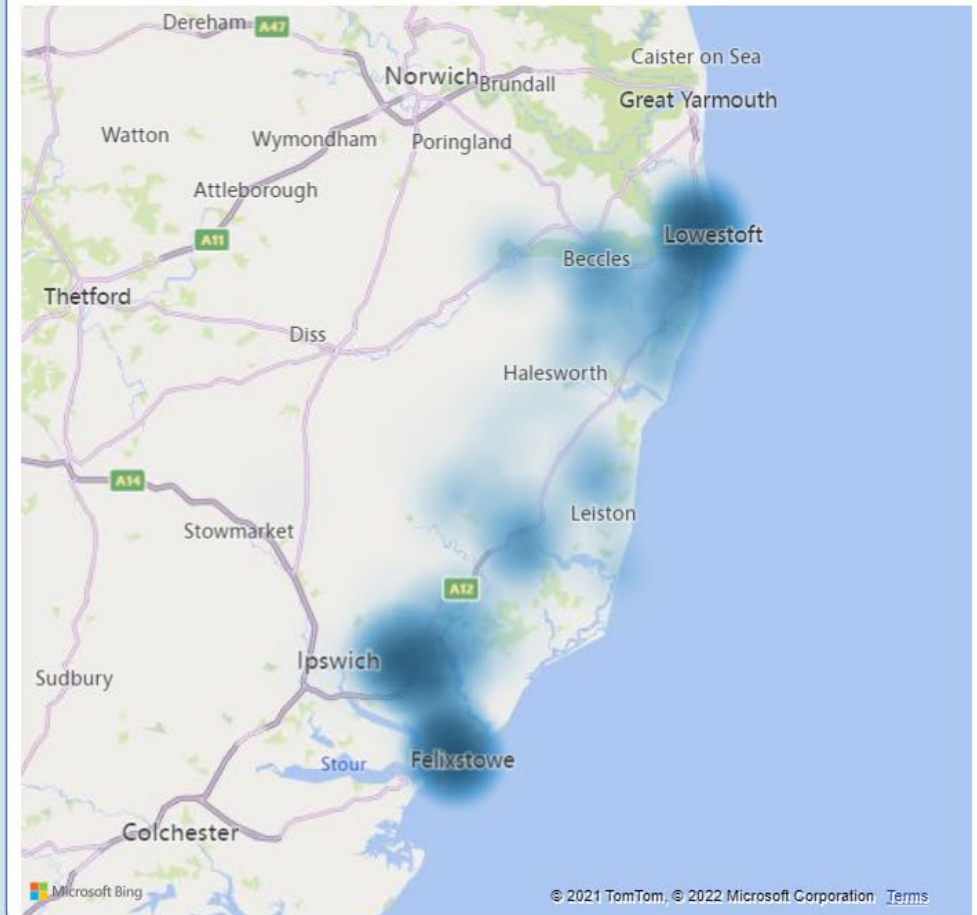 Dereham
A47
Caister on Sea
Norwich
Brundall
Great Yarmouth
Watton
Wymondham
Poringland
Attleborough
A11
Lowestoft
Beccles
Thetford
Diss
Halesworth
A14
Leiston
Stowmarket
A12
Ipswich
Sudbury
Felixstowe
Stour
Colchester
Microsoft Bing
© 2021 TomTom, © 2022 Microsoft Corporation Terms